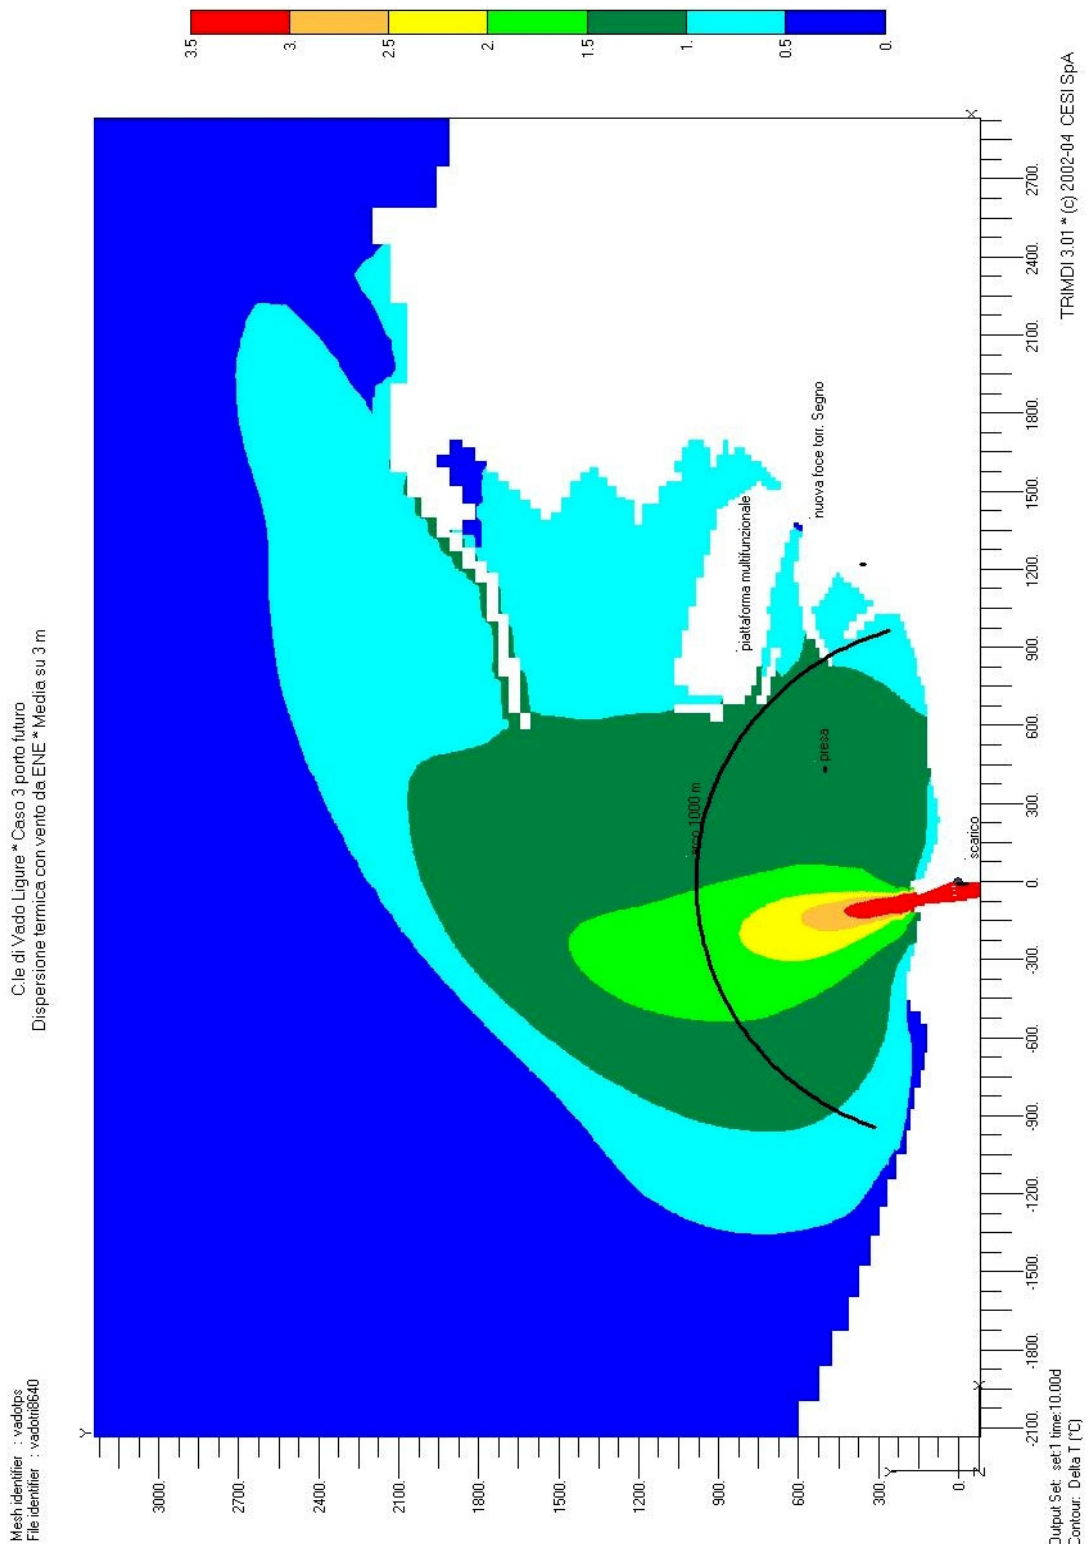 C.le di Vado Ligure * Caso 3 porto futuro
Dispersione termica con vento da ENE * Media su 3 m
Mesh identifier : vadotps
File identifier : vadotri8640
3.5
3.
2.5
2.
1.5
1.
0.5
0.
Y
3000.
2700.
2400.
2100.
1800.
1500.
1200.
900.
600.
300.
0.
-2100.
-1800.
-1500.
-1200.
-900.
-600.
-300.
0.
300.
600.
900.
1200.
1500.
1800.
2100.
2400.
2700.
X
arco 1000 m
presa
scarico
piattaforma multifunzionale
nuova foce torr. Segno
Y
Z
X
Output Set: set:1 time:10.00d
Contour: Delta T (°C)
TRIMDI 3.01 * (c) 2002-04 CESI SpA